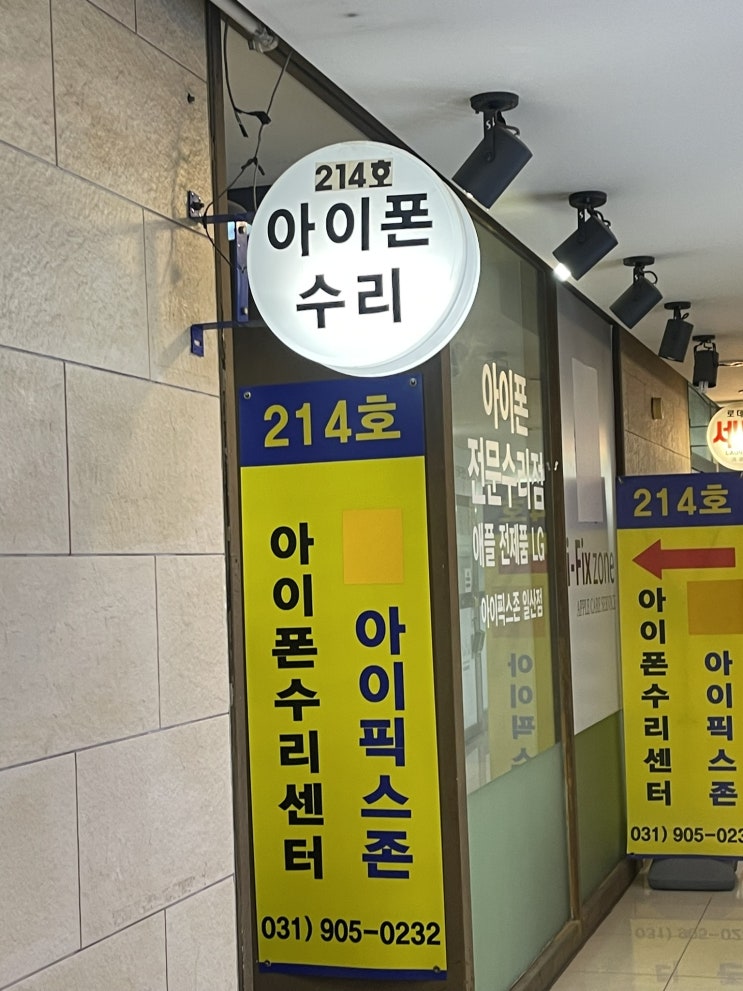 214호
아이폰
수리
214호
아이폰수리센터
아이픽스존
031) 905-0232
아이폰
전문수리점
애플 전제품 LG
아이픽스존 일산점
i-Fixzone
APPLE CARE SERVICE
214호
아이폰수리센터
아이픽스존
031) 905-023